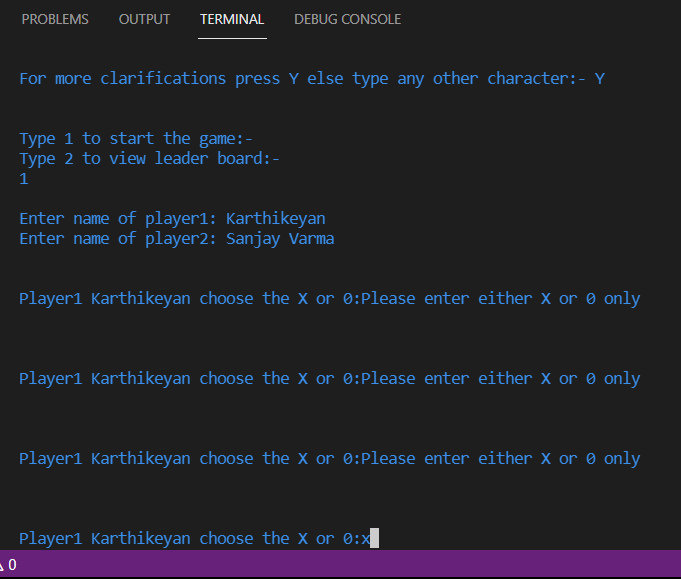 PROBLEMS OUTPUT TERMINAL DEBUG CONSOLE
For more clarifications press Y else type any other character:- Y
Type 1 to start the game:-
Type 2 to view leader board:-
1
Enter name of player1: Karthikeyan
Enter name of player2: Sanjay Varma
Player1 Karthikeyan choose the X or 0:Please enter either X or 0 only
Player1 Karthikeyan choose the X or 0:Please enter either X or 0 only
Player1 Karthikeyan choose the X or 0:Please enter either X or 0 only
Player1 Karthikeyan choose the X or 0:x
0